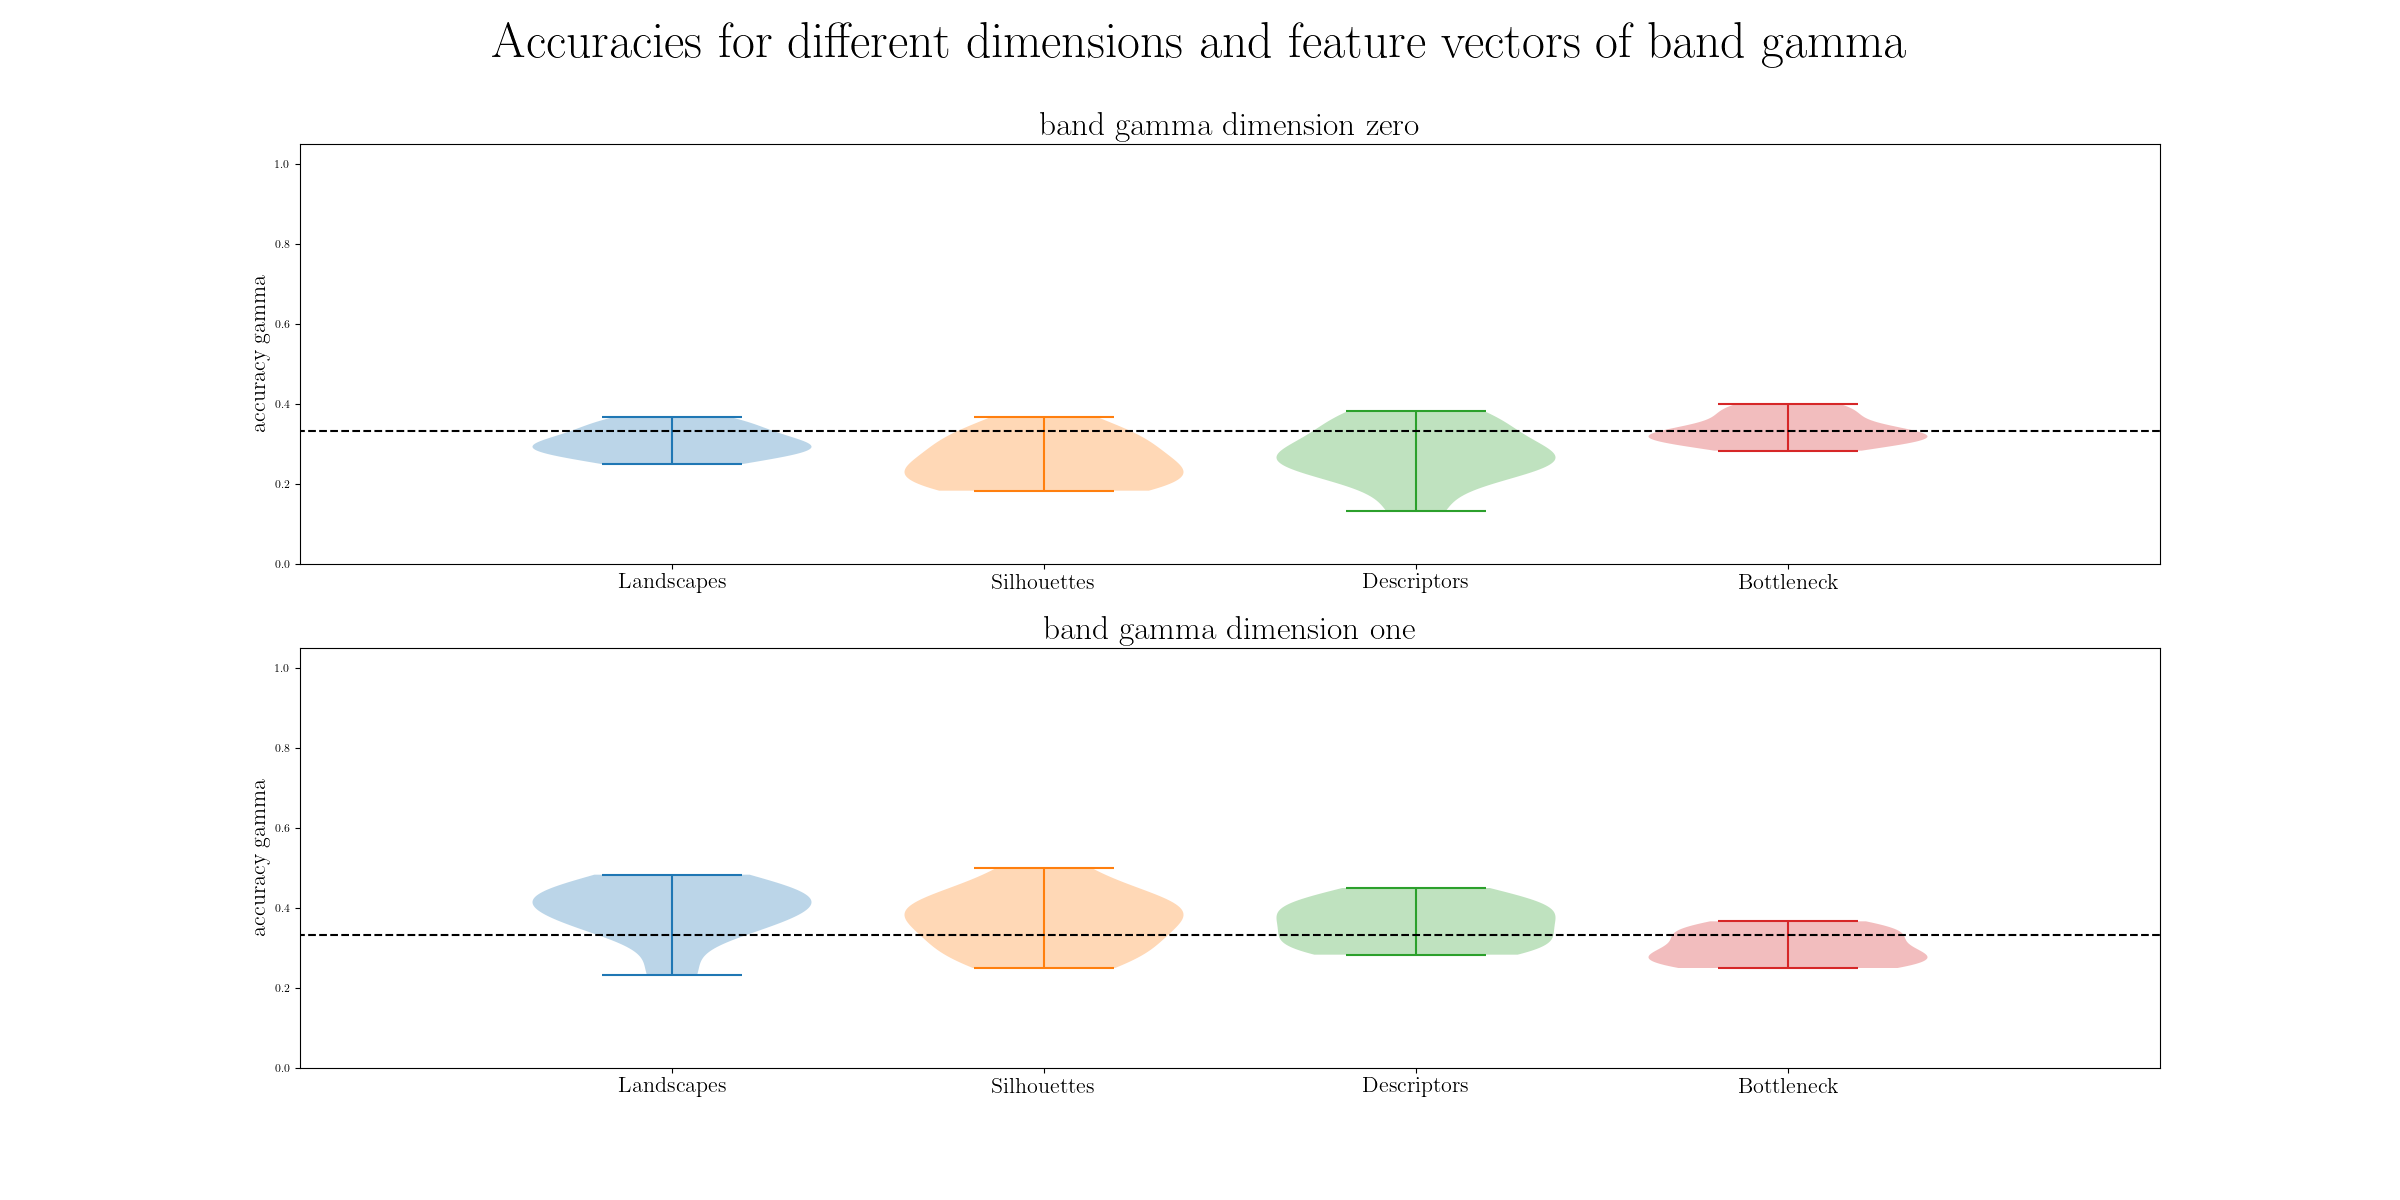 Accuracies for different dimensions and feature vectors of band gamma
band gamma dimension zero
accuracy gamma
1.0
0.8
0.6
0.4
0.2
0.0
Landscapes Silhouettes Descriptors Bottleneck
band gamma dimension one
accuracy gamma
1.0
0.8
0.6
0.4
0.2
0.0
Landscapes Silhouettes Descriptors Bottleneck